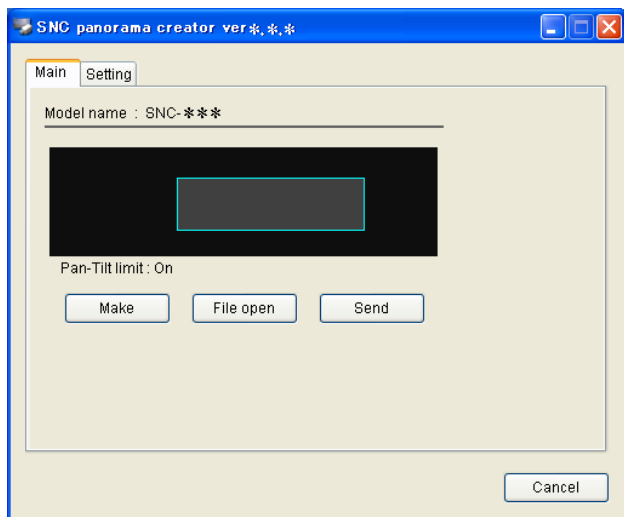 SNC panorama creator ver*.*.*
Main Setting
Model name : SNC-***
Pan-Tilt limit : On
Make File open Send
Cancel